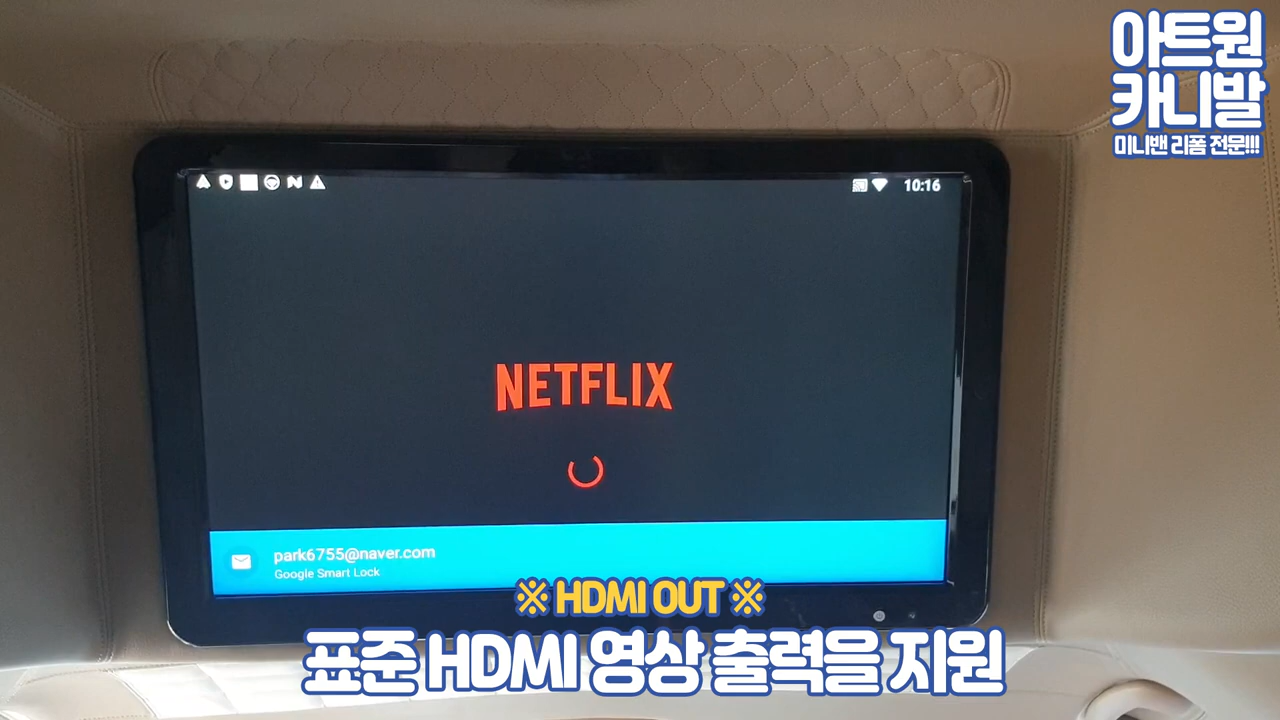 아트원
카니발
미니밴 리폼 전문!!!
10:16
NETFLIX
park6755@naver.com
Google Smart Lock
※ HDMI OUT ※
표준 HDMI 영상 출력을 지원